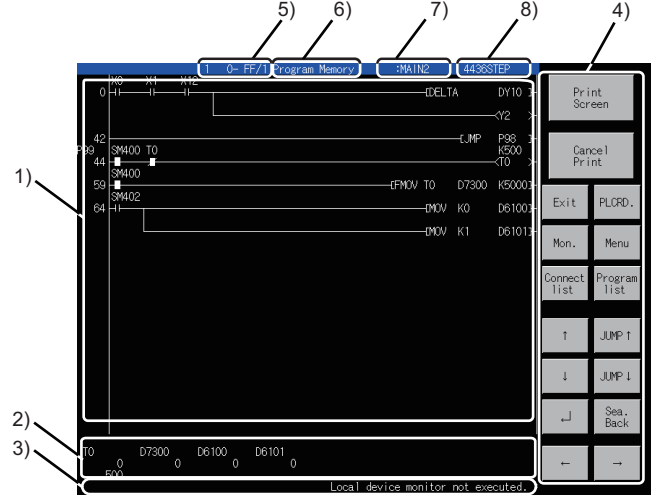 5) 6) 7) 8) 4)
1 0- FF/1 Program Memory :MAIN2 4436STEP
X0 X1 X12
0 [DELTA DY10 ]
(Y2 )
42 [JMP P98 ]
P99 SM400 T0 K500
44 (T0 )
SM400
59 [FMOV T0 D7300 K5000]
SM402
64 [MOV K0 D6100]
[MOV K1 D6101]
1)
2)
3)
T0 D7300 D6100 D6101
0 0 0 0
500
Local device monitor not executed.
Print
Screen
Cancel
Print
Exit PLCRD.
Mon. Menu
Connect
list
Program
list
↑ JUMP↑
↓ JUMP↓
↵ Sea.
Back
← →